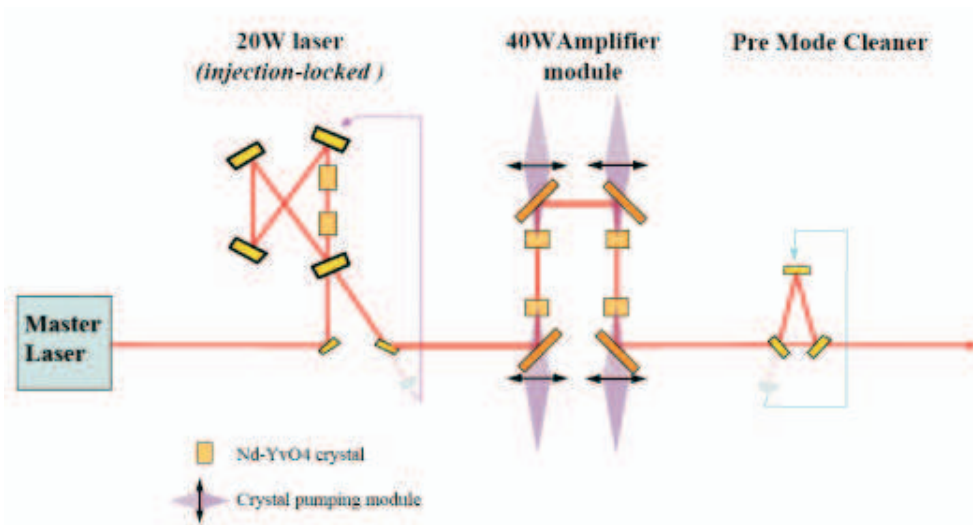 20W laser
(injection-locked )
40WAmplifier
module
Pre Mode Cleaner
Master
Laser
Nd-YvO4 crystal
Crystal pumping module